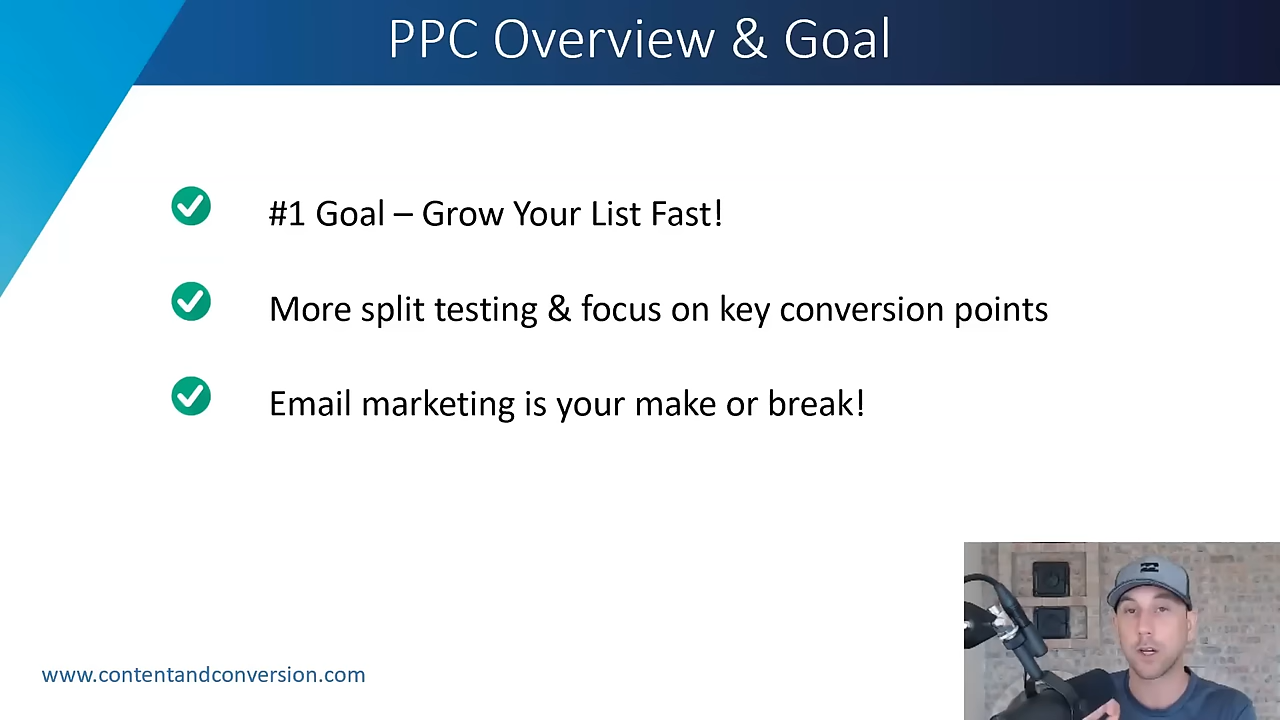 PPC Overview & Goal
#1 Goal – Grow Your List Fast!
More split testing & focus on key conversion points
Email marketing is your make or break!
www.contentandconversion.com